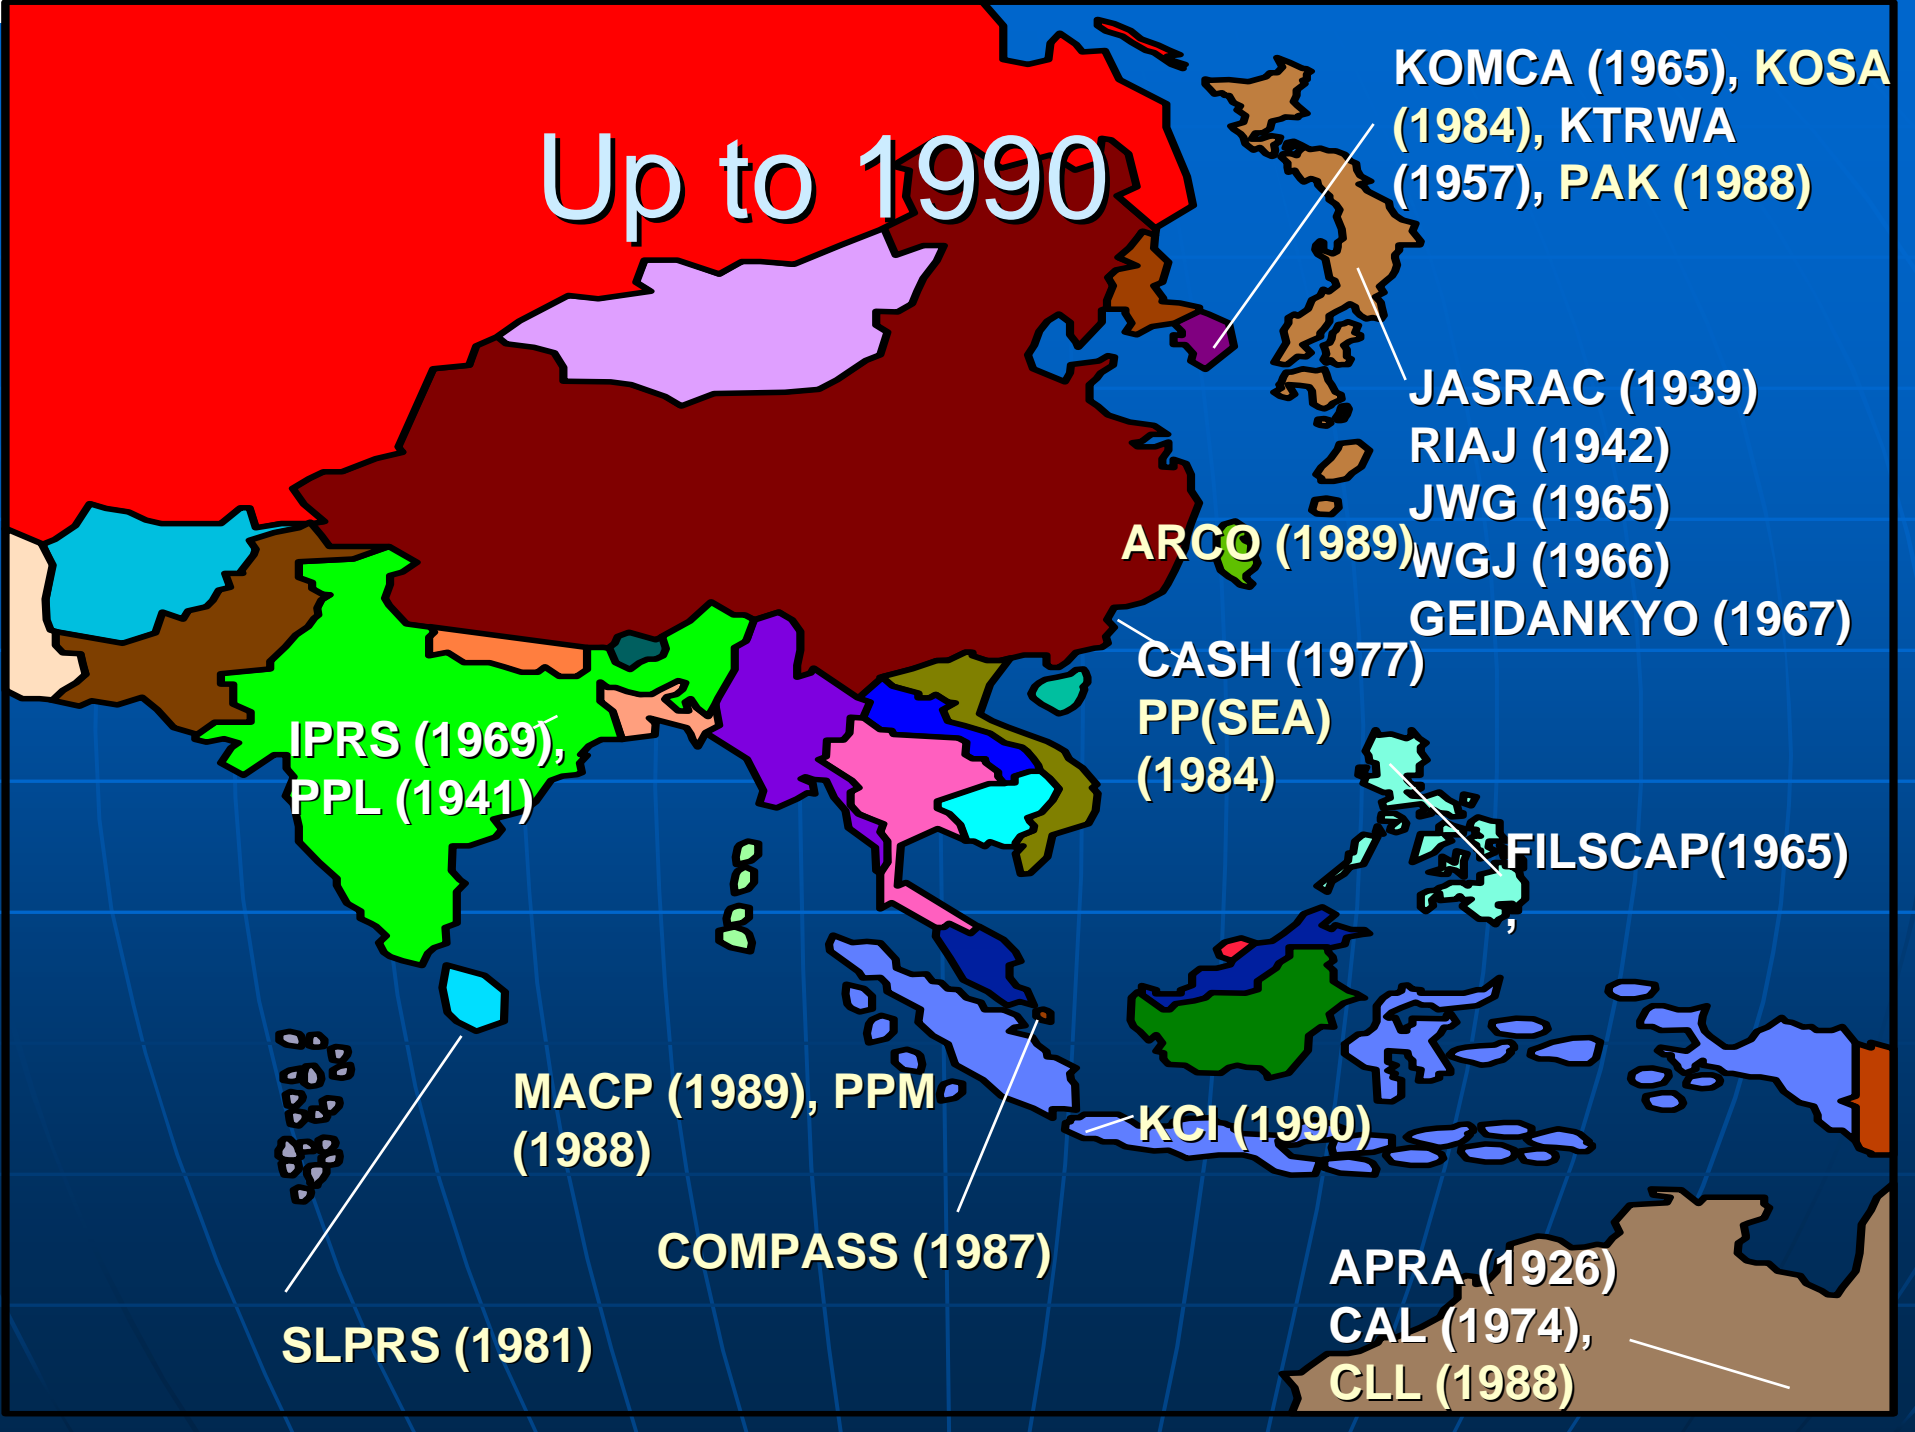 Up to 1990
KOMCA (1965), KOSA
(1984), KTRWA
(1957), PAK (1988)
JASRAC (1939)
RIAJ (1942)
JWG (1965)
WGJ (1966)
GEIDANKYO (1967)
ARCO (1989)
CASH (1977)
PP(SEA)
(1984)
IPRS (1969),
PPL (1941)
FILSCAP(1965)
,
MACP (1989), PPM
(1988)
KCI (1990)
COMPASS (1987)
SLPRS (1981)
APRA (1926)
CAL (1974),
CLL (1988)